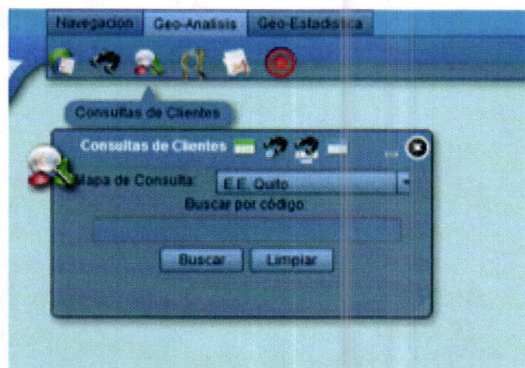 Navegación Geo-Analisis Geo-Estadistica
Consultas de Clientes
Consultas de Clientes
Mapa de Consulta: E.E. Quito
Buscar por código:
Buscar Limpiar